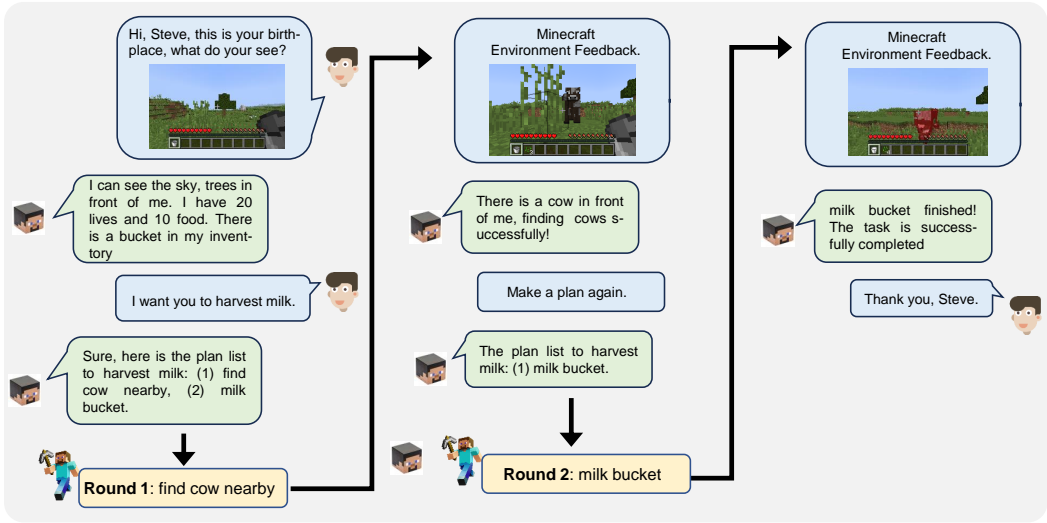 Hi, Steve, this is your birth-
place, what do your see?
I can see the sky, trees in
front of me. I have 20
lives and 10 food. There
is a bucket in my inven-
tory
I want you to harvest milk.
Sure, here is the plan list
to harvest milk: (1) find
cow nearby, (2) milk
bucket.
Round 1: find cow nearby
Minecraft
Environment Feedback.
There is a cow in front
of me, finding cows s-
uccessfully!
Make a plan again.
The plan list to harvest
milk: (1) milk bucket.
Round 2: milk bucket
Minecraft
Environment Feedback.
milk bucket finished!
The task is success-
fully completed
Thank you, Steve.